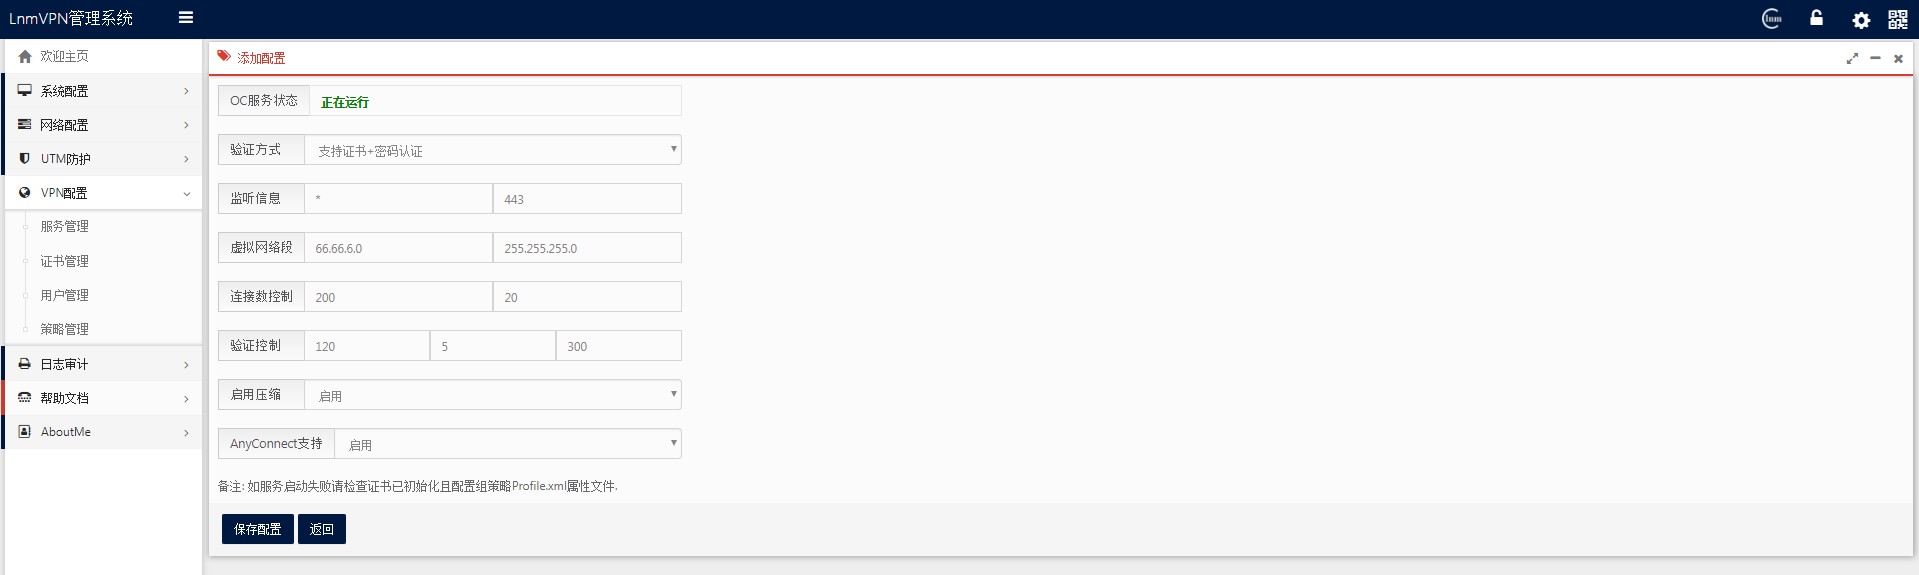 LnmVPN管理系统
lnm
欢迎主页
系统配置
网络配置
UTM防护
VPN配置
服务管理
证书管理
用户管理
策略管理
日志审计
帮助文档
AboutMe
添加配置
OC服务状态 正在运行
验证方式 支持证书+密码认证
监听信息 * 443
虚拟网络段 66.66.6.0 255.255.255.0
连接数控制 200 20
验证控制 120 5 300
启用压缩 启用
AnyConnect支持 启用
备注: 如服务启动失败请检查证书已初始化且配置组策略Profile.xml属性文件.
保存配置 返回